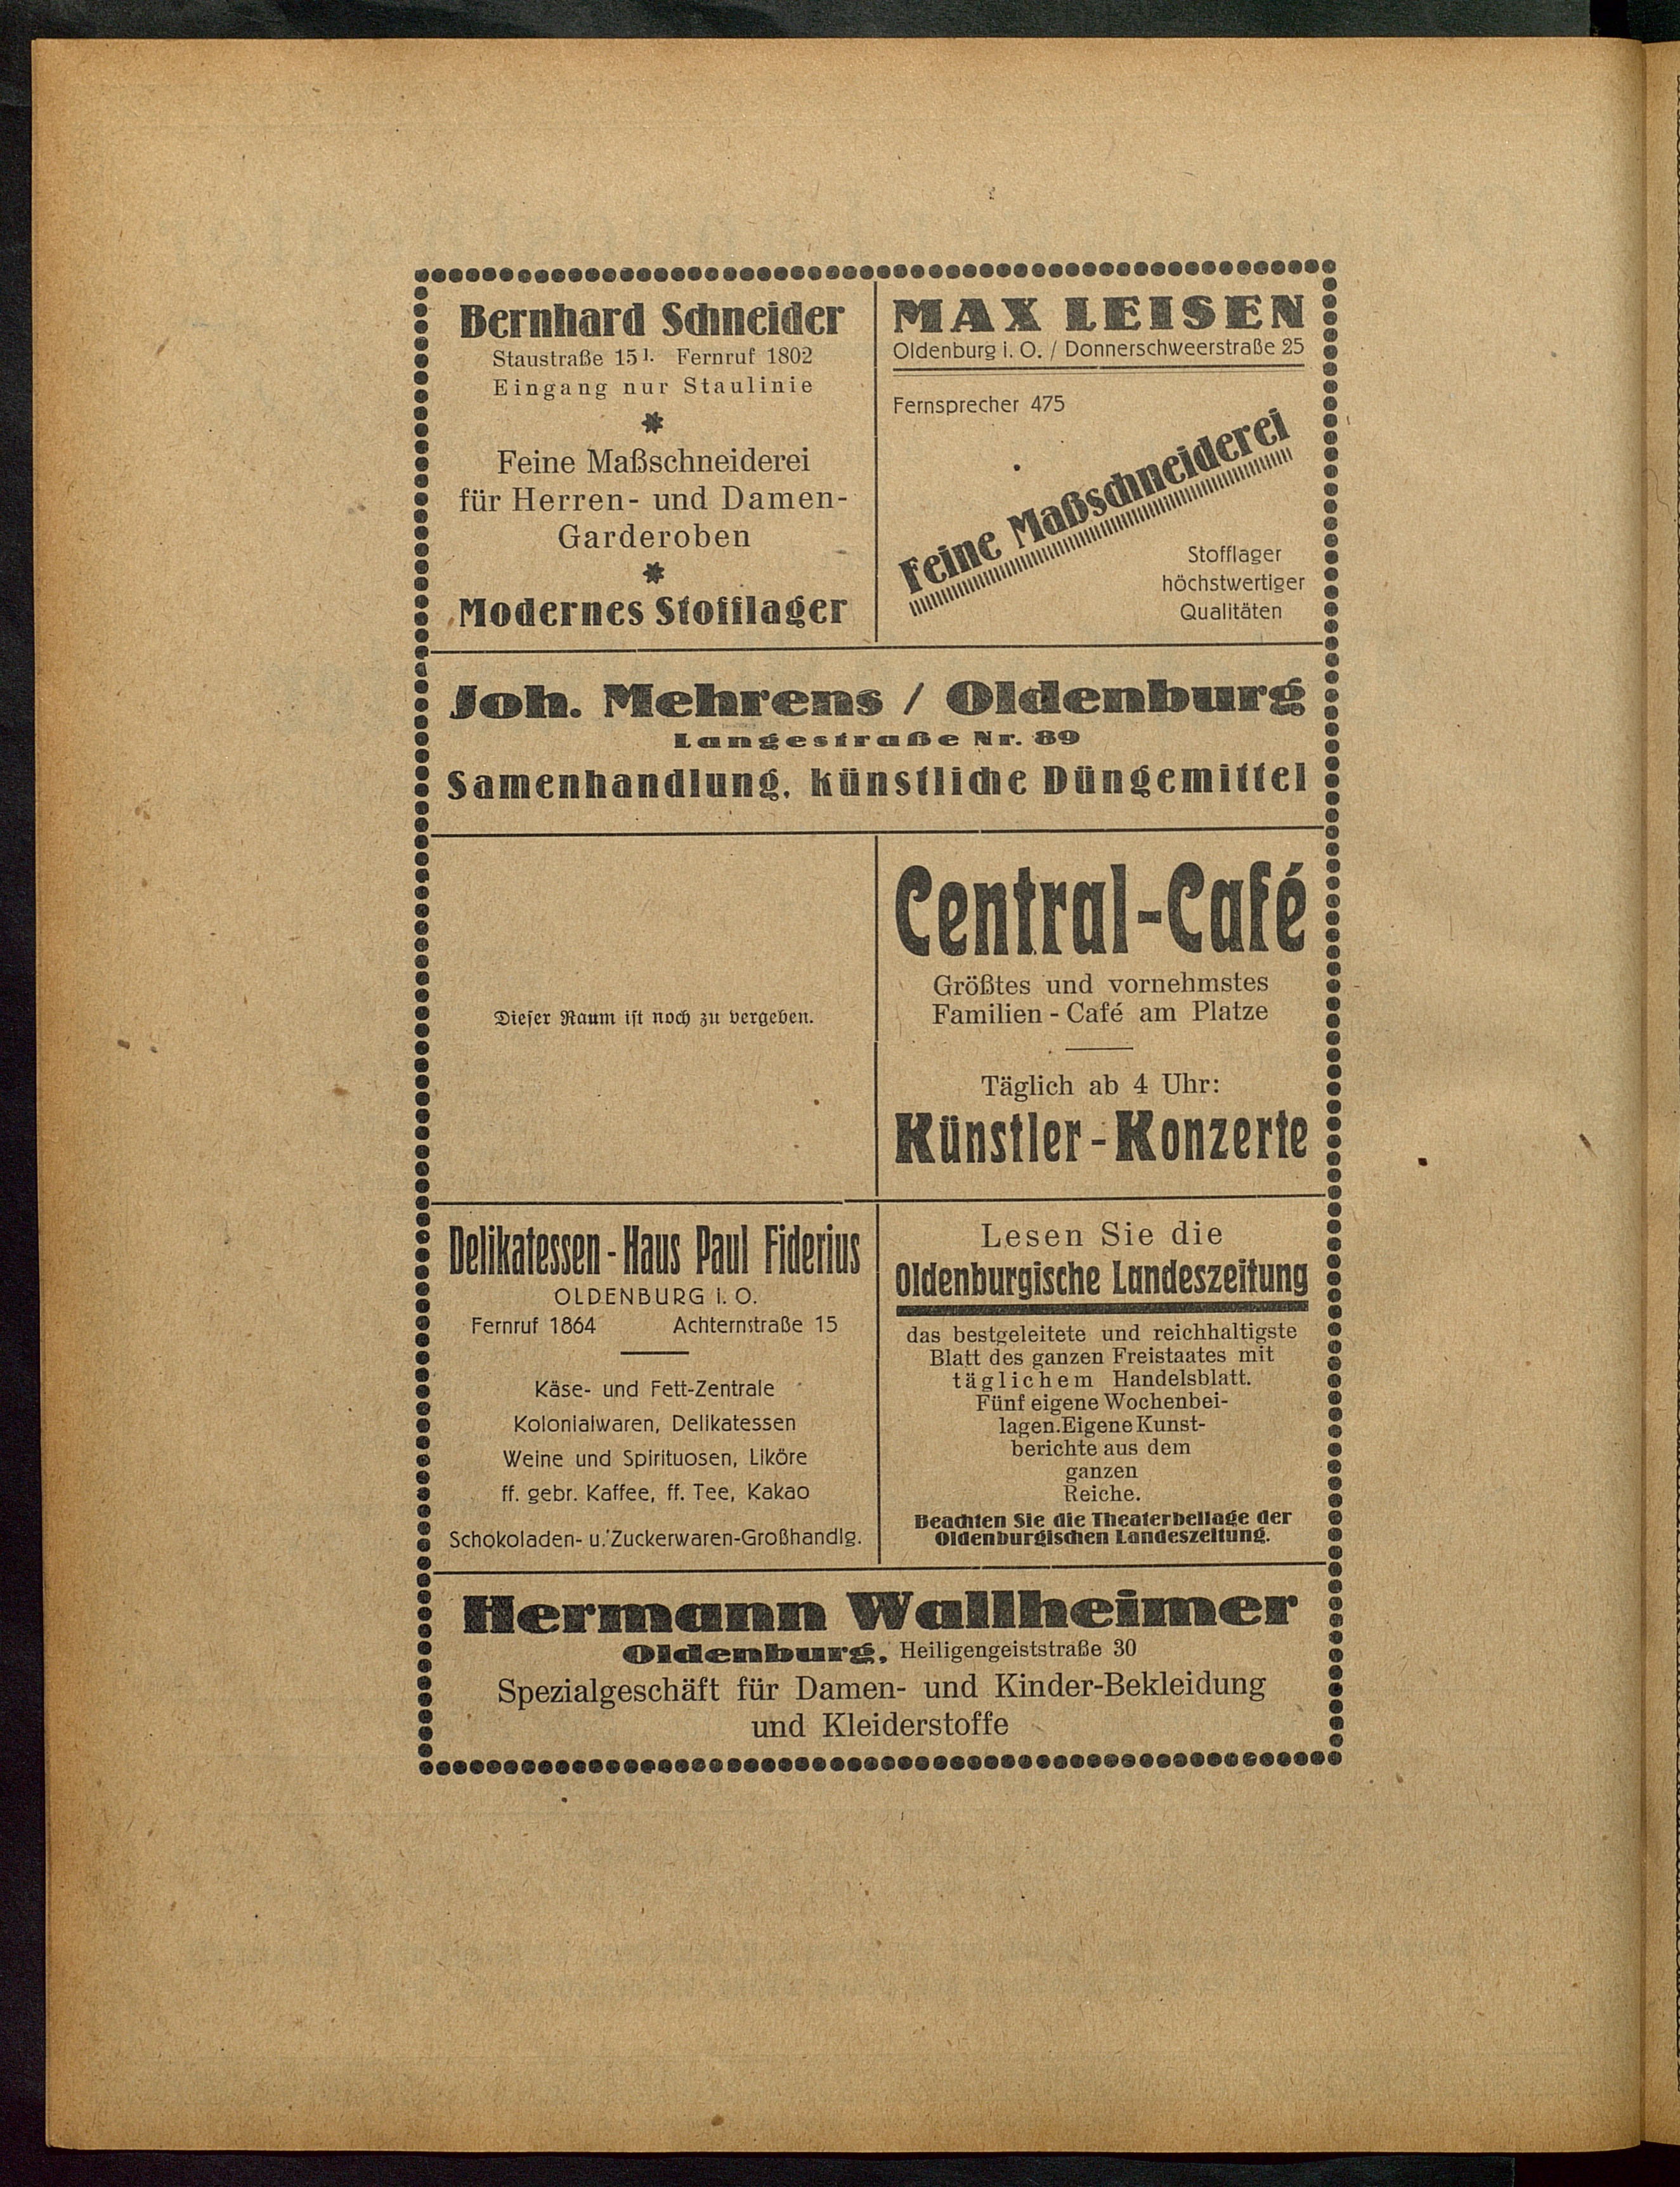 Bernhard Schneider
Staustraße 15 I. Fernruf 1802
Eingang nur Staulinie
Feine Maßschneiderei
für Herren- und Damen-
Garderoben
Modernes Stofflager
MAX LEISEN
Oldenburg i. O. / Donnerschweerstraße 25
Fernsprecher 475
Feine Maßschneiderei
Stofflager
höchstwertiger
Qualitäten
Joh. Mehrens / Oldenburg
Langestraße Nr. 89
Samenhandlung, künstliche Düngemittel
Dieser Raum ist noch zu vergeben.
Central-Café
Größtes und vornehmstes
Familien-Café am Platze
Täglich ab 4 Uhr:
Künstler-Konzerte
Delikatessen-Haus Paul Fiderius
OLDENBURG I. O.
Fernruf 1864 Achternstraße 15
Käse- und Fett-Zentrale
Kolonialwaren, Delikatessen
Weine und Spirituosen, Liköre
ff. gebr. Kaffee, ff. Tee, Kakao
Schokoladen- u. Zuckerwaren-Großhandlg.
Lesen Sie die
Oldenburgische Landeszeitung
das bestgeleitete und reichhaltigste
Blatt des ganzen Freistaates mit
täglichem Handelsblatt.
Fünf eigene Wochenbei-
lagen. Eigene Kunst-
berichte aus dem
ganzen
Reiche.
Beachten Sie die Theaterbeilage der
Oldenburgischen Landeszeitung.
Hermann Wallheimer
Oldenburg, Heiligengeiststraße 30
Spezialgeschäft für Damen- und Kinder-Bekleidung
und Kleiderstoffe